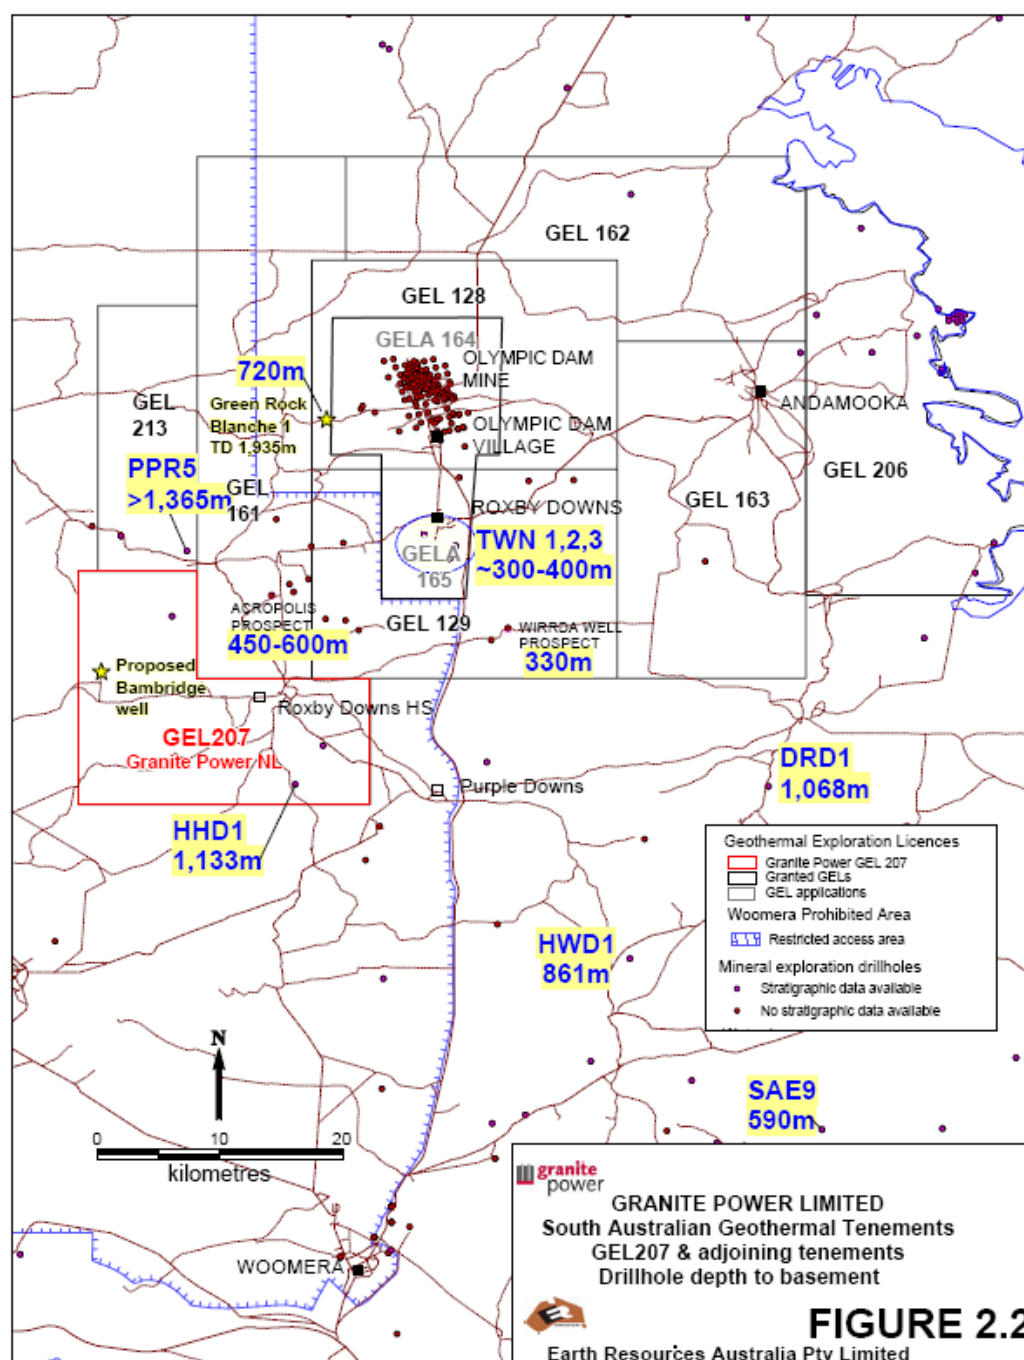 GEL 162
GEL 128
GELA 164
OLYMPIC DAM
MINE
720m
Green Rock
Blanche 1
TD 1,935m
GEL
213
OLYMPIC DAM
VILLAGE
ANDAMOOKA
GEL 206
PPR5
>1,365m
GEL
161
GEL 163
ROXBY DOWNS
TWN 1,2,3
~300-400m
GELA
165
ACROPOLIS
PROSPECT
450-600m
GEL 129
WIRRDA WELL
PROSPECT
330m
Proposed
Bambridge
well
Roxby Downs HS
GEL207
Granite Power NL
Purple Downs
DRD1
1,068m
HHD1
1,133m
Geothermal Exploration Licences
Granite Power GEL 207
Granted GELs
GEL applications
Woomera Prohibited Area
Restricted access area
Mineral exploration drillholes
Stratigraphic data available
No stratigraphic data available
HWD1
861m
N
0 10 20
kilometres
SAE9
590m
WOOMERA
granite
power
GRANITE POWER LIMITED
South Australian Geothermal Tenements
GEL207 & adjoining tenements
Drillhole depth to basement
FIGURE 2.2
Earth Resources Australia Pty Limited